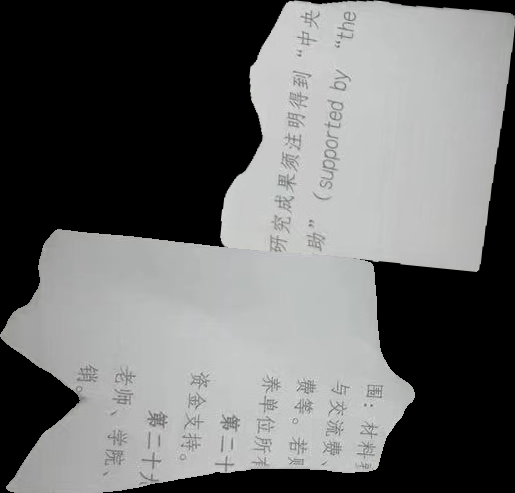 研究成果须注明得到“中央
助”（supported by “the
围：材料
与交流费、
费等。若
养单位所
第二十
资金支持。
第二十
老师、学院、
销。